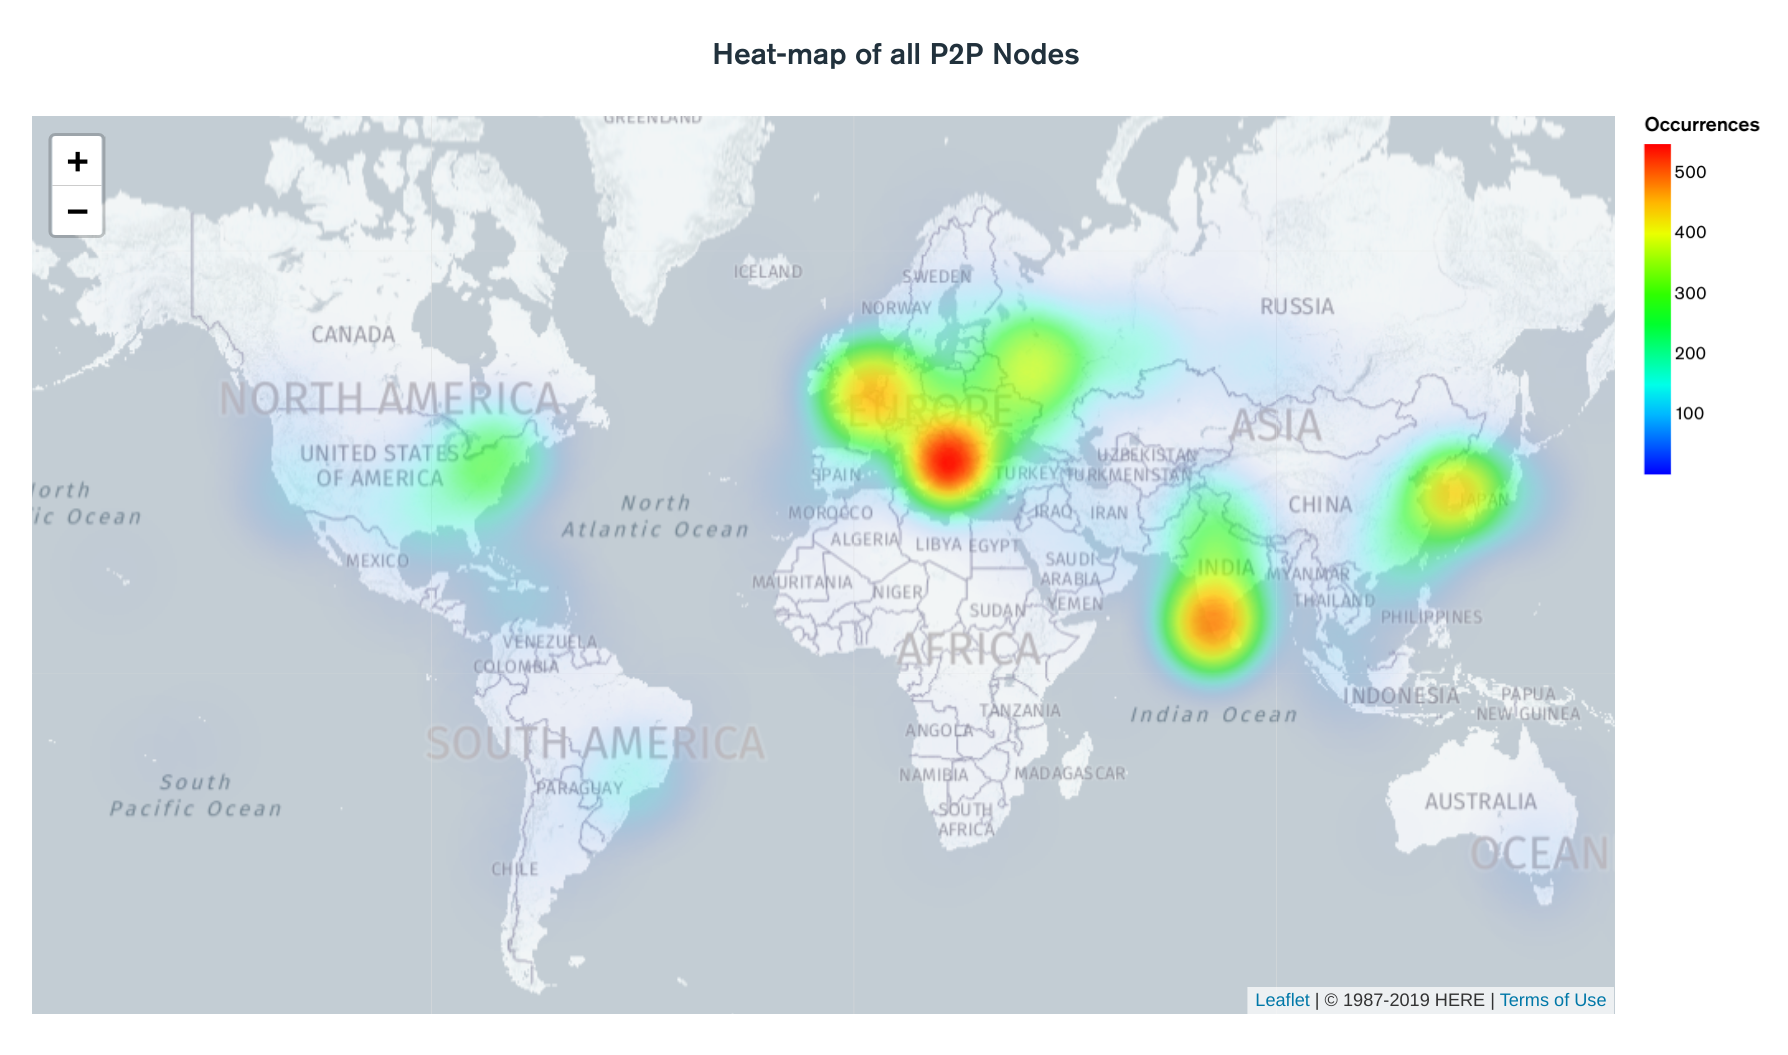 Heat-map of all P2P Nodes
GREENLAND
Occurrences
+
−
500
400
300
200
100
ICELAND
SWEDEN
NORWAY
RUSSIA
CANADA
NORTH AMERICA
EUROPE
ASIA
UNITED STATES
OF AMERICA
SPAIN
TURKEY
UZBEKISTAN
TURKMENISTAN
North
Atlantic Ocean
orth
ic Ocean
MOROCCO
IRAQ
IRAN
CHINA
JAPAN
ALGERIA
LIBYA
EGYPT
MEXICO
MAURITANIA
NIGER
SAUDI
ARABIA
INDIA
MYANMAR
SUDAN
YEMEN
THAILAND
PHILIPPINES
VENEZUELA
COLOMBIA
AFRICA
INDONESIA
PAPUA
NEW GUINEA
TANZANIA
Indian Ocean
ANGOLA
SOUTH AMERICA
NAMIBIA
MADAGASCAR
South
Pacific Ocean
PARAGUAY
SOUTH
AFRICA
AUSTRALIA
OCEAN
CHILE
Leaflet | © 1987-2019 HERE | Terms of Use